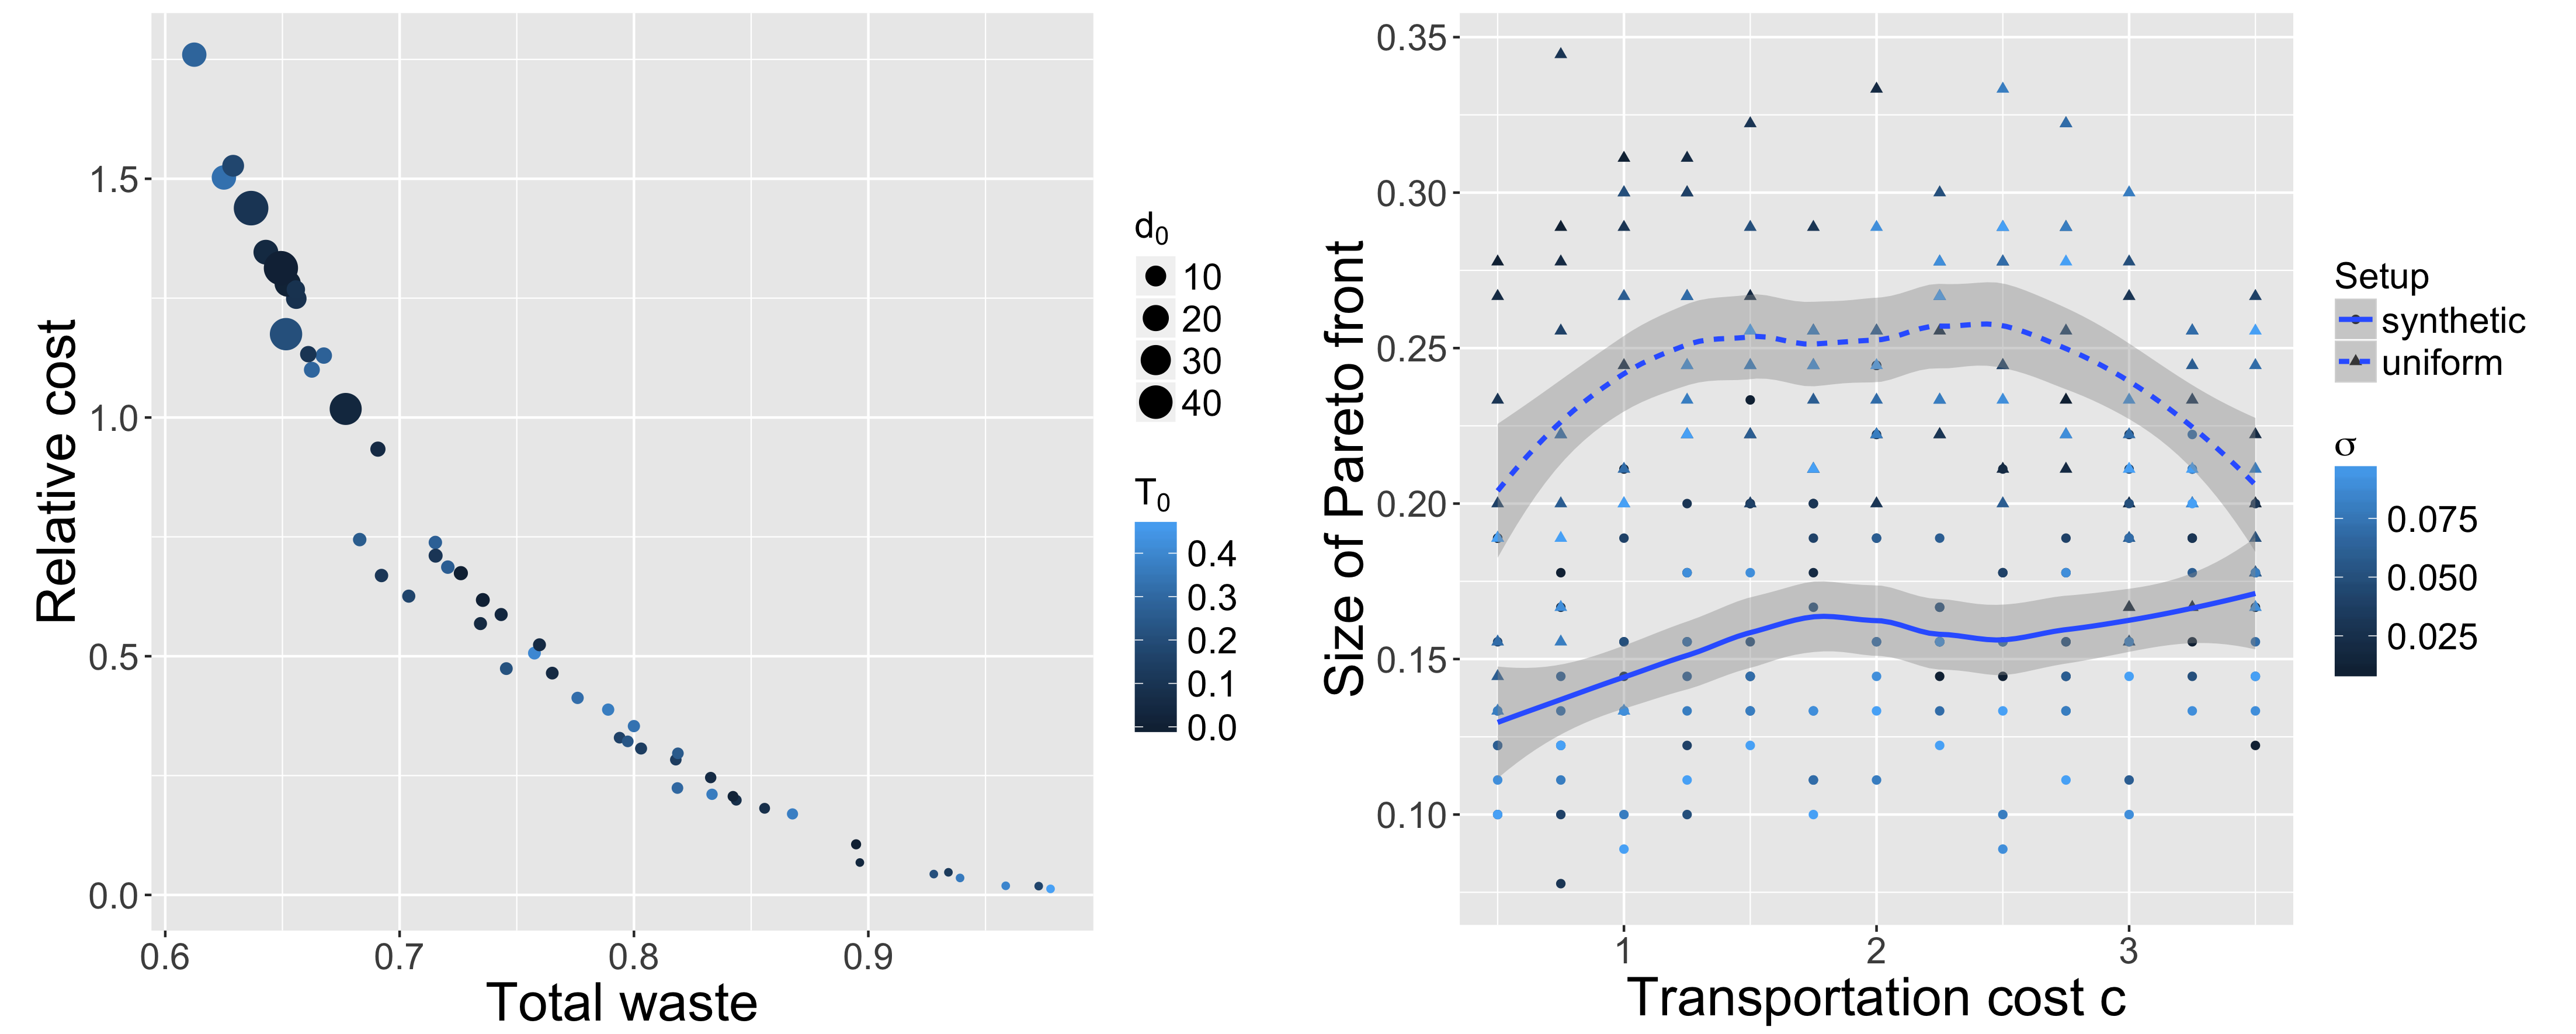 Relative cost
1.5
1.0
0.5
0.0
0.6 0.7 0.8 0.9
Total waste
d0
10
20
30
40
T0
0.4
0.3
0.2
0.1
0.0
Size of Pareto front
0.35
0.30
0.25
0.20
0.15
0.10
1 2 3
Transportation cost c
Setup
synthetic
uniform
σ
0.075
0.050
0.025